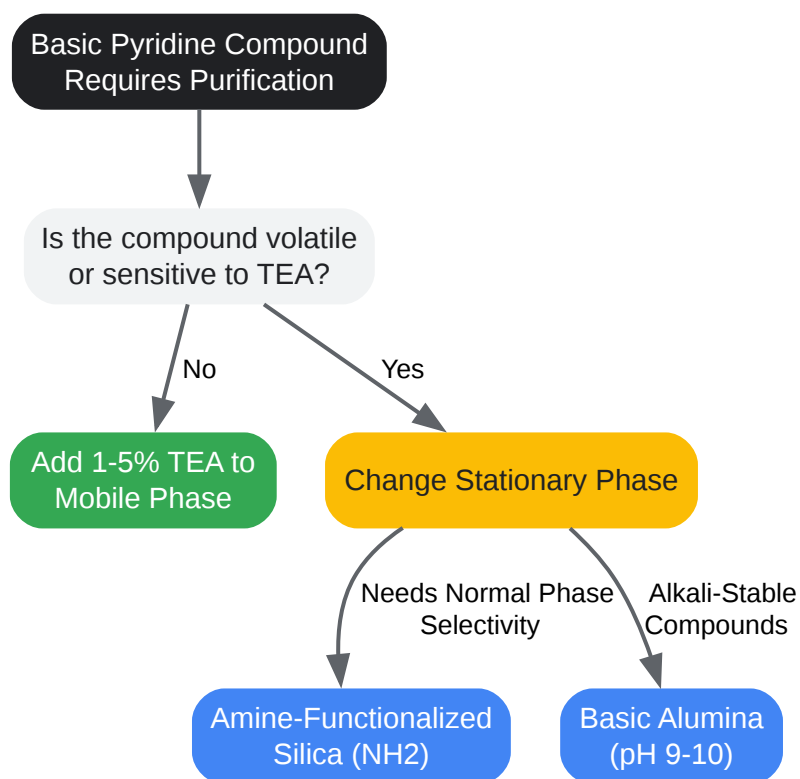 Basic Pyridine Compound
Requires Purification
Is the compound volatile
or sensitive to TEA?
No
Yes
Add 1-5% TEA to
Mobile Phase
Change Stationary Phase
Needs Normal Phase
Selectivity
Alkali-Stable
Compounds
Amine-Functionalized
Silica (NH2)
Basic Alumina
(pH 9-10)